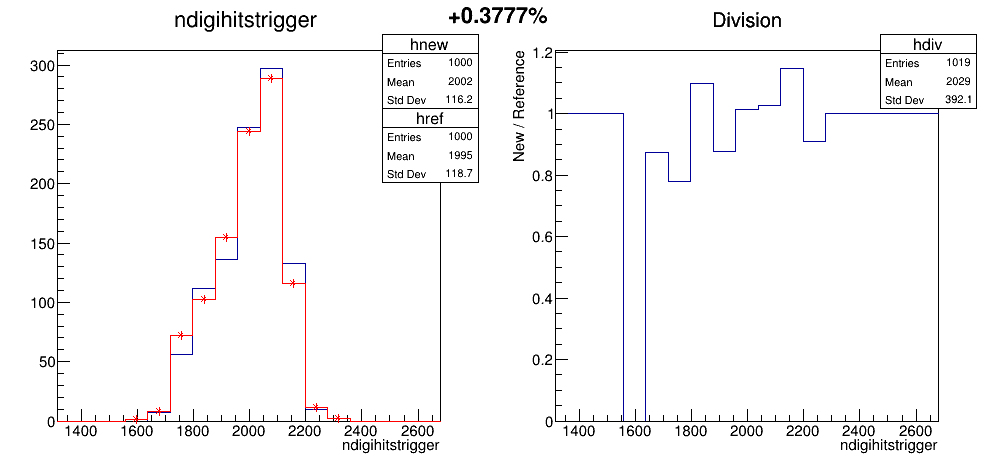 +0.3777%
ndigihitstrigger
hnew
Entries 1000
Mean 2002
Std Dev 116.2
href
Entries 1000
Mean 1995
Std Dev 118.7
300
250
200
150
100
50
0
1400 1600 1800 2000 2200 2400 2600
ndigihitstrigger
Division
hdiv
Entries 1019
Mean 2029
Std Dev 392.1
New / Reference
1.2
1
0.8
0.6
0.4
0.2
0
1400 1600 1800 2000 2200 2400 2600
ndigihitstrigger